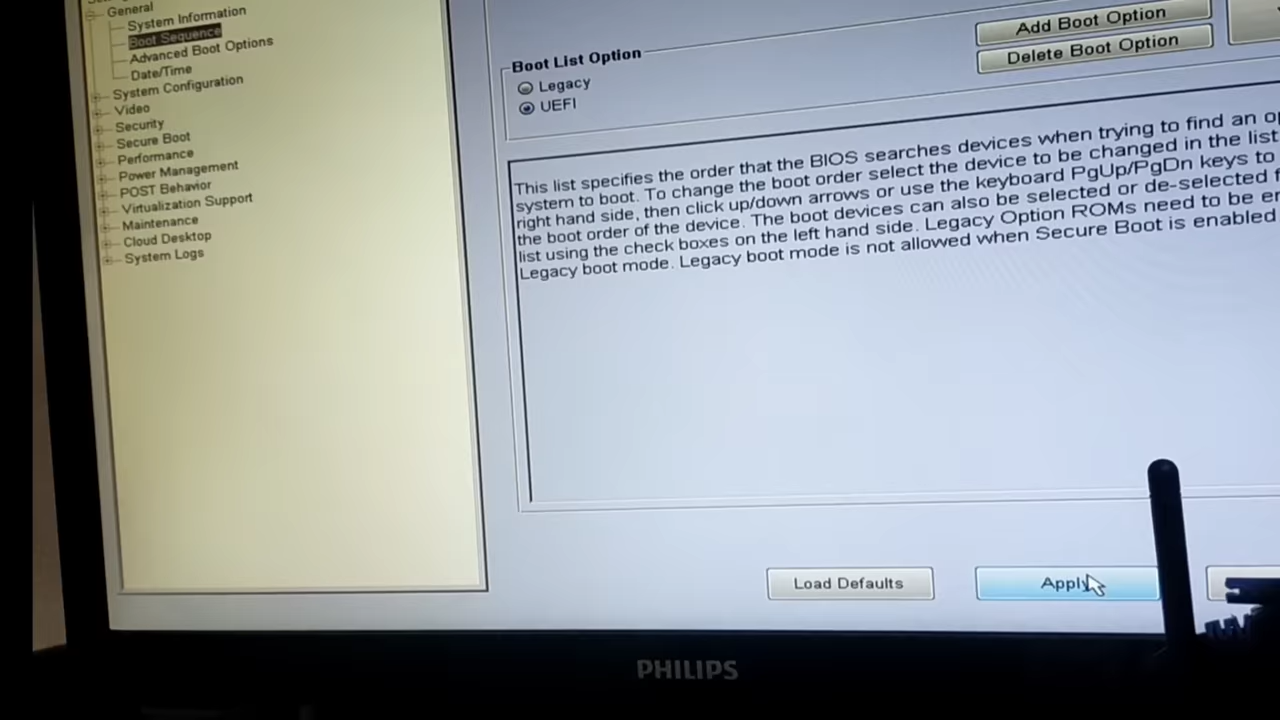 General
System Information
Boot Sequence
Advanced Boot Options
Date/Time
System Configuration
Video
Security
Secure Boot
Performance
Power Management
POST Behavior
Virtualization Support
Maintenance
Cloud Desktop
System Logs
Add Boot Option
Delete Boot Option
Boot List Option
Legacy
UEFI
This list specifies the order that the BIOS searches devices when trying to find an
system to boot. To change the boot order select the device to be changed in the list
right hand side, then click up/down arrows or use the keyboard PgUp/PgDn keys to
the boot order of the device. The boot devices can also be selected or de-selected
list using the check boxes on the left hand side. Legacy Option ROMs need to be
Legacy boot mode. Legacy boot mode is not allowed when Secure Boot is enabled
Load Defaults
Apply
PHILIPS